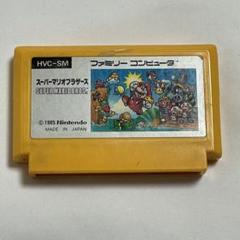 HVC-SM
ファミリー コンピュータ
スーパーマリオブラザーズ
SUPER MARIO BROS.
© 1985 Nintendo
MADE IN JAPAN